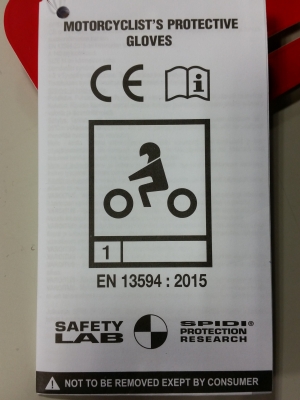 MOTORCYCLIST'S PROTECTIVE
GLOVES
CE
i
1
EN 13594 : 2015
SAFETY
LAB
SPIDI®
PROTECTION
RESEARCH
NOT TO BE REMOVED EXEPT BY CONSUMER